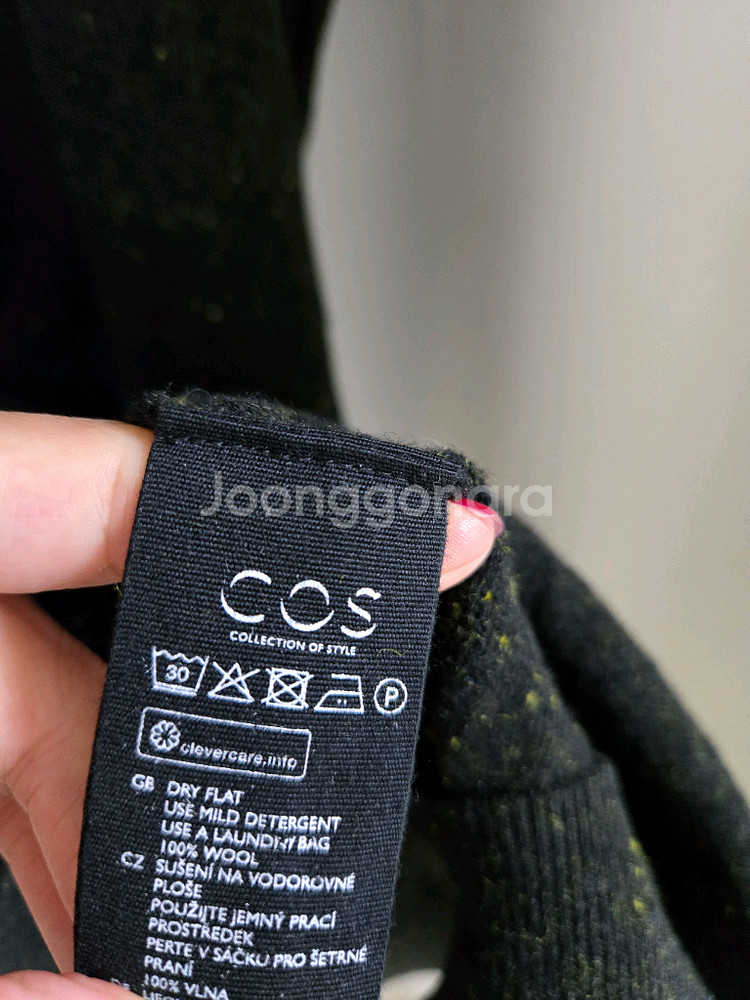 Joonggonara
COS
COLLECTION OF STYLE
30 P
clevercare.info
GB DRY FLAT
USE MILD DETERGENT
USE A LAUNDRY BAG
100% WOOL
CZ SUŠENÍ NA VODOROVNÉ
PLOŠE
POUŽIJTE JEMNÝ PRACÍ
PROSTŘEDEK
PERTE V SÁČKU PRO ŠETRNÉ
PRANÍ
100% VLNA